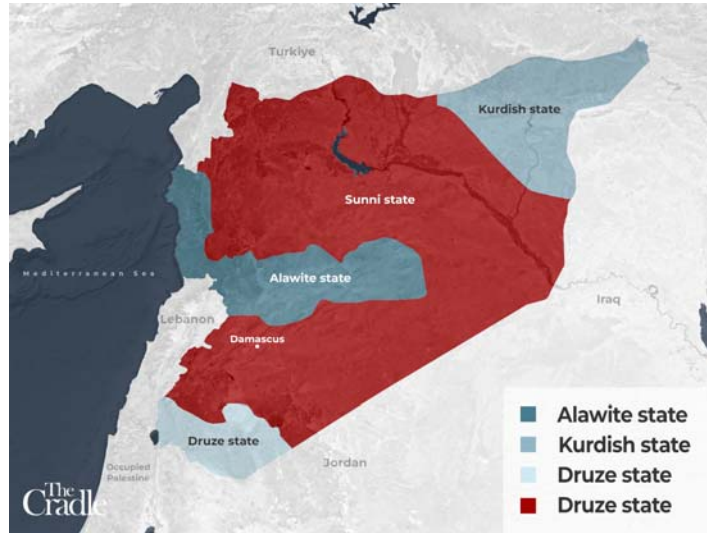 Turkiye
Kurdish state
Sunni state
Mediterranean Sea
Alawite state
Iraq
Lebanon
Damascus
Druze state
Jordan
Occupied
Palestine
The
Cradle
Alawite state
Kurdish state
Druze state
Druze state